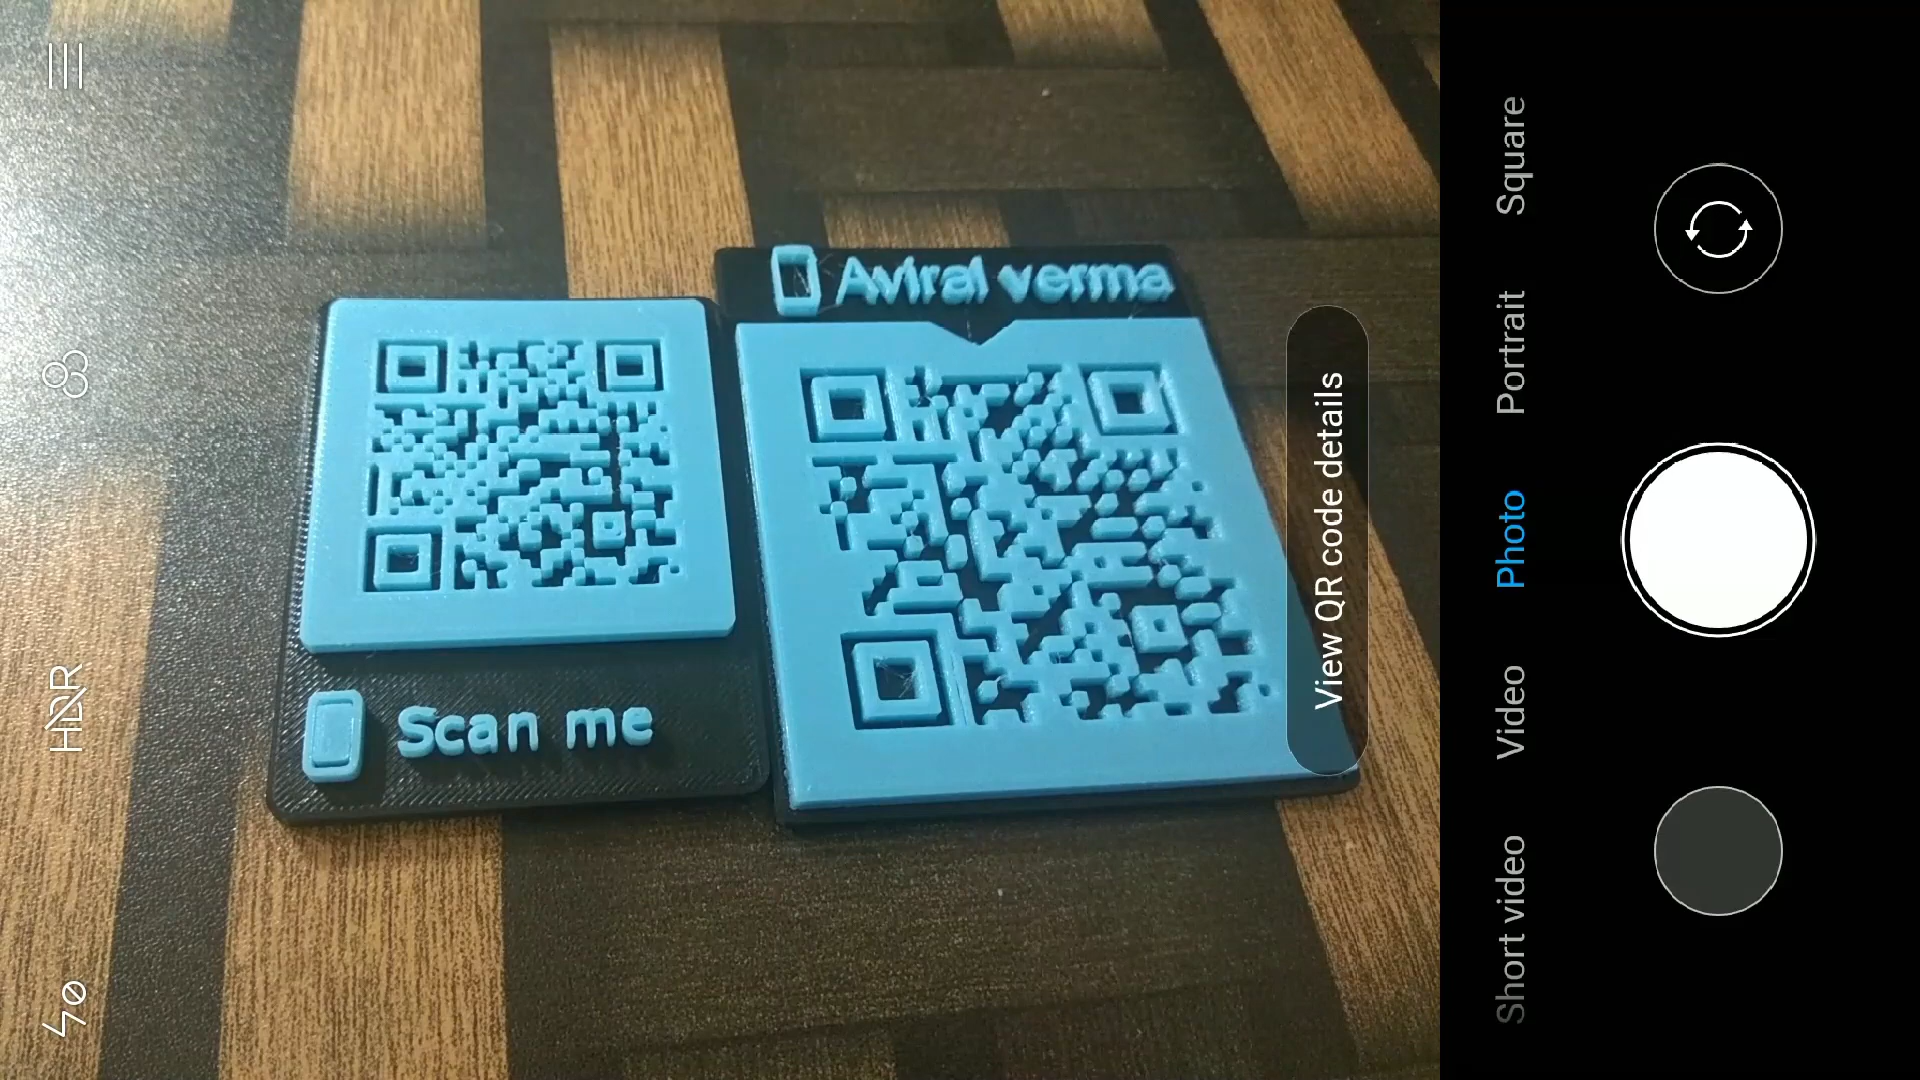 Aviral verma
Scan me
View QR code details
HDR
Square
Portrait
Photo
Video
Short video